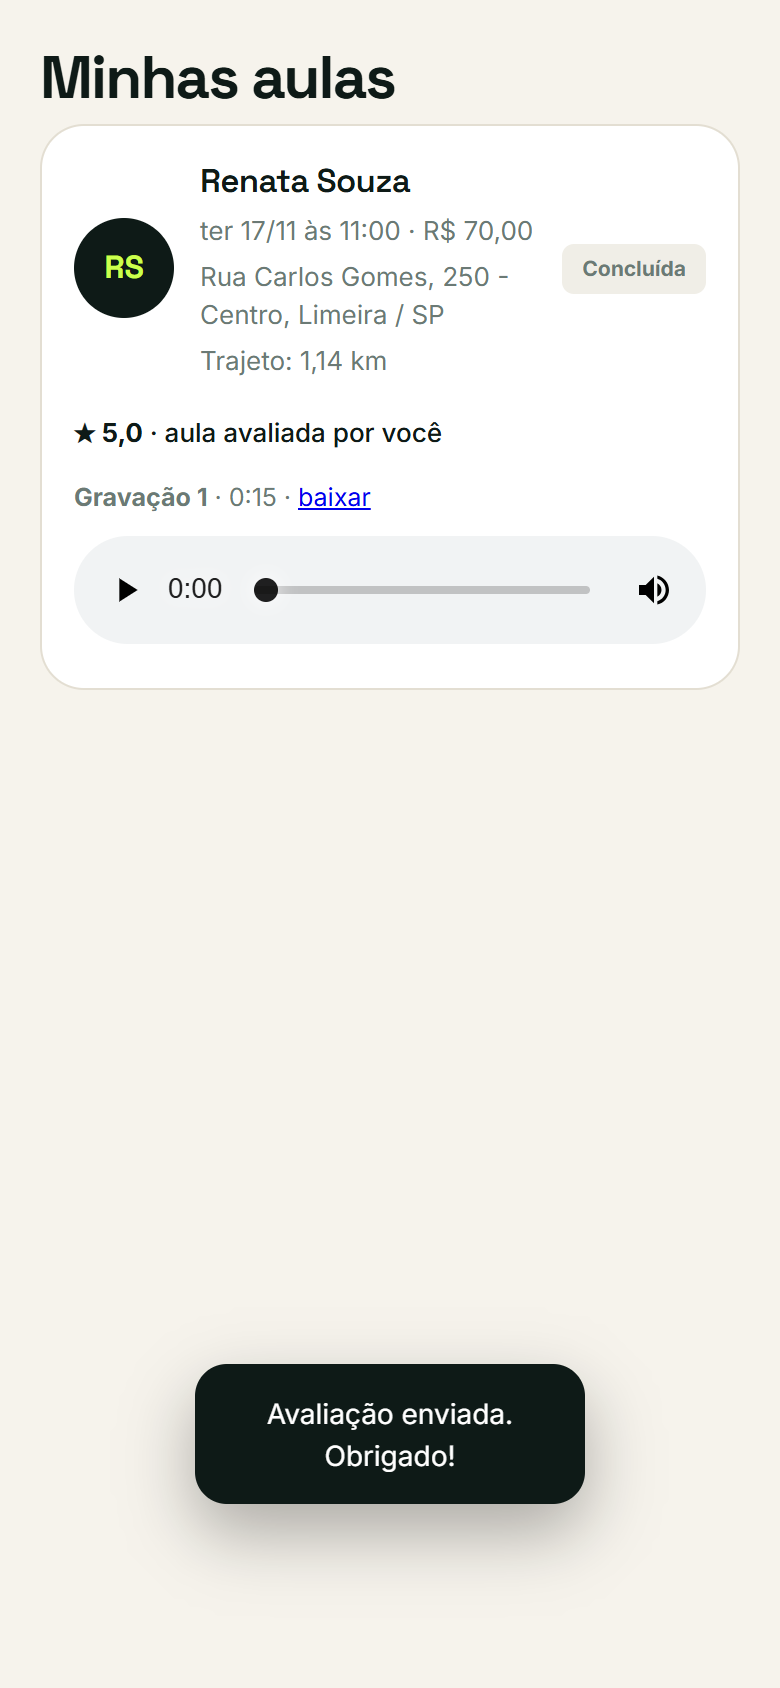 Minhas aulas
Renata Souza
RS
ter 17/11 às 11:00 · R$ 70,00
Rua Carlos Gomes, 250 -
Centro, Limeira / SP
Trajeto: 1,14 km
Concluída
★ 5,0 · aula avaliada por você
Gravação 1 · 0:15 · baixar
0:00
Avaliação enviada.
Obrigado!